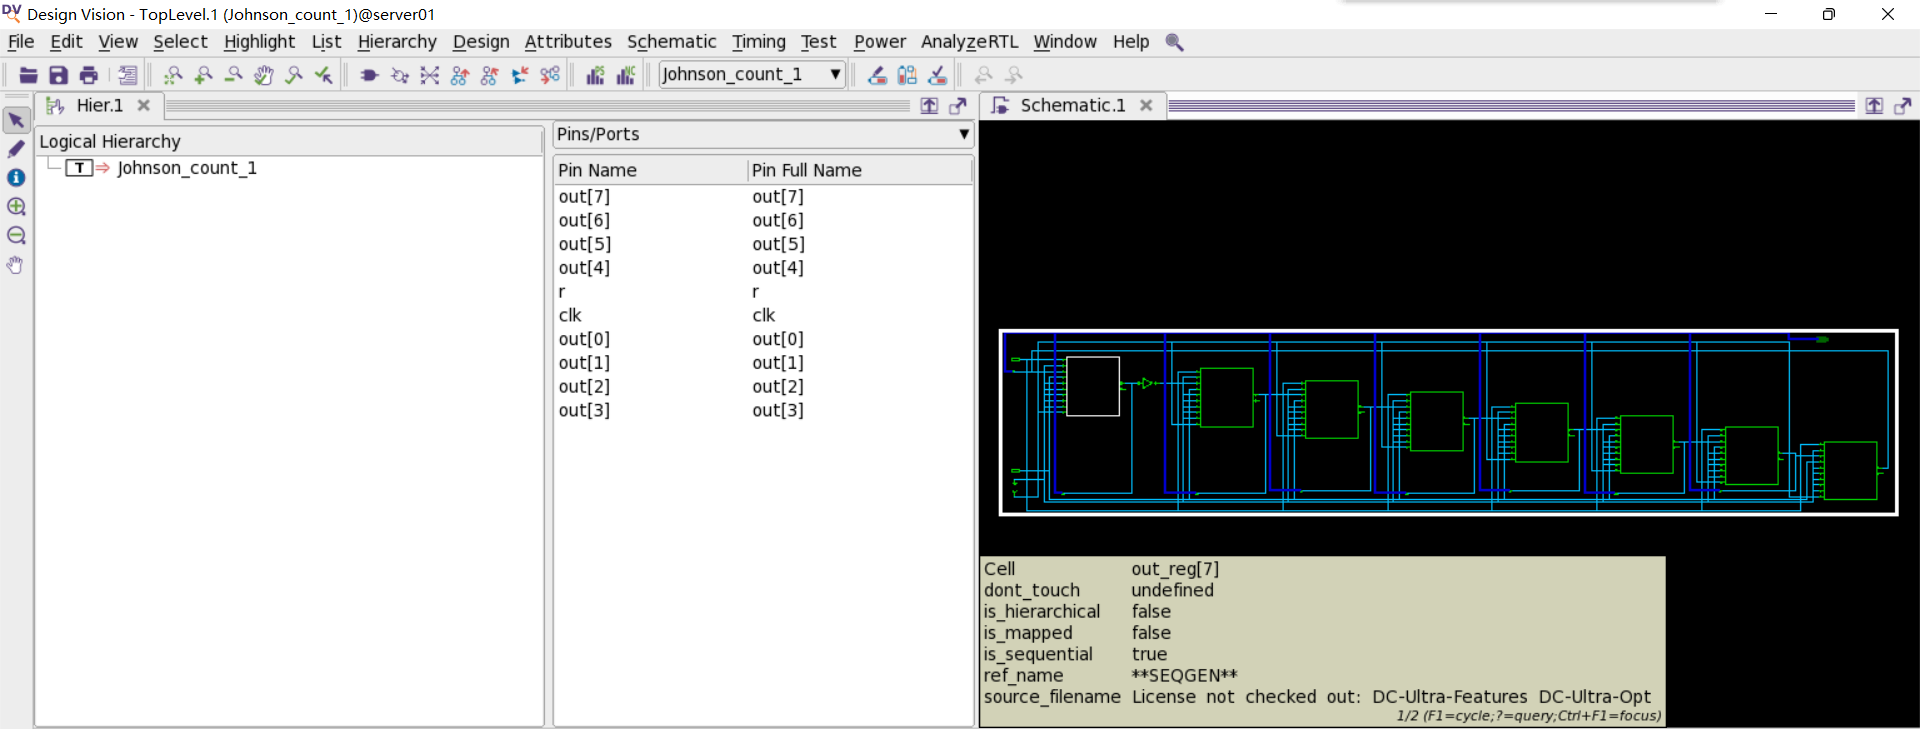 DV Design Vision - TopLevel.1 (Johnson_count_1)@server01
File Edit View Select Highlight List Hierarchy Design Attributes Schematic Timing Test Power AnalyzeRTL Window Help
Johnson_count_1
Hier.1
Schematic.1
Logical Hierarchy
T Johnson_count_1
Pins/Ports
Pin Name Pin Full Name
out[7] out[7]
out[6] out[6]
out[5] out[5]
out[4] out[4]
r r
clk clk
out[0] out[0]
out[1] out[1]
out[2] out[2]
out[3] out[3]
Cell out_reg[7]
dont_touch undefined
is_hierarchical false
is_mapped false
is_sequential true
ref_name **SEQGEN**
source_filename License not checked out: DC-Ultra-Features DC-Ultra-Opt
1/2 (F1=cycle;?=query;Ctrl+F1=focus)